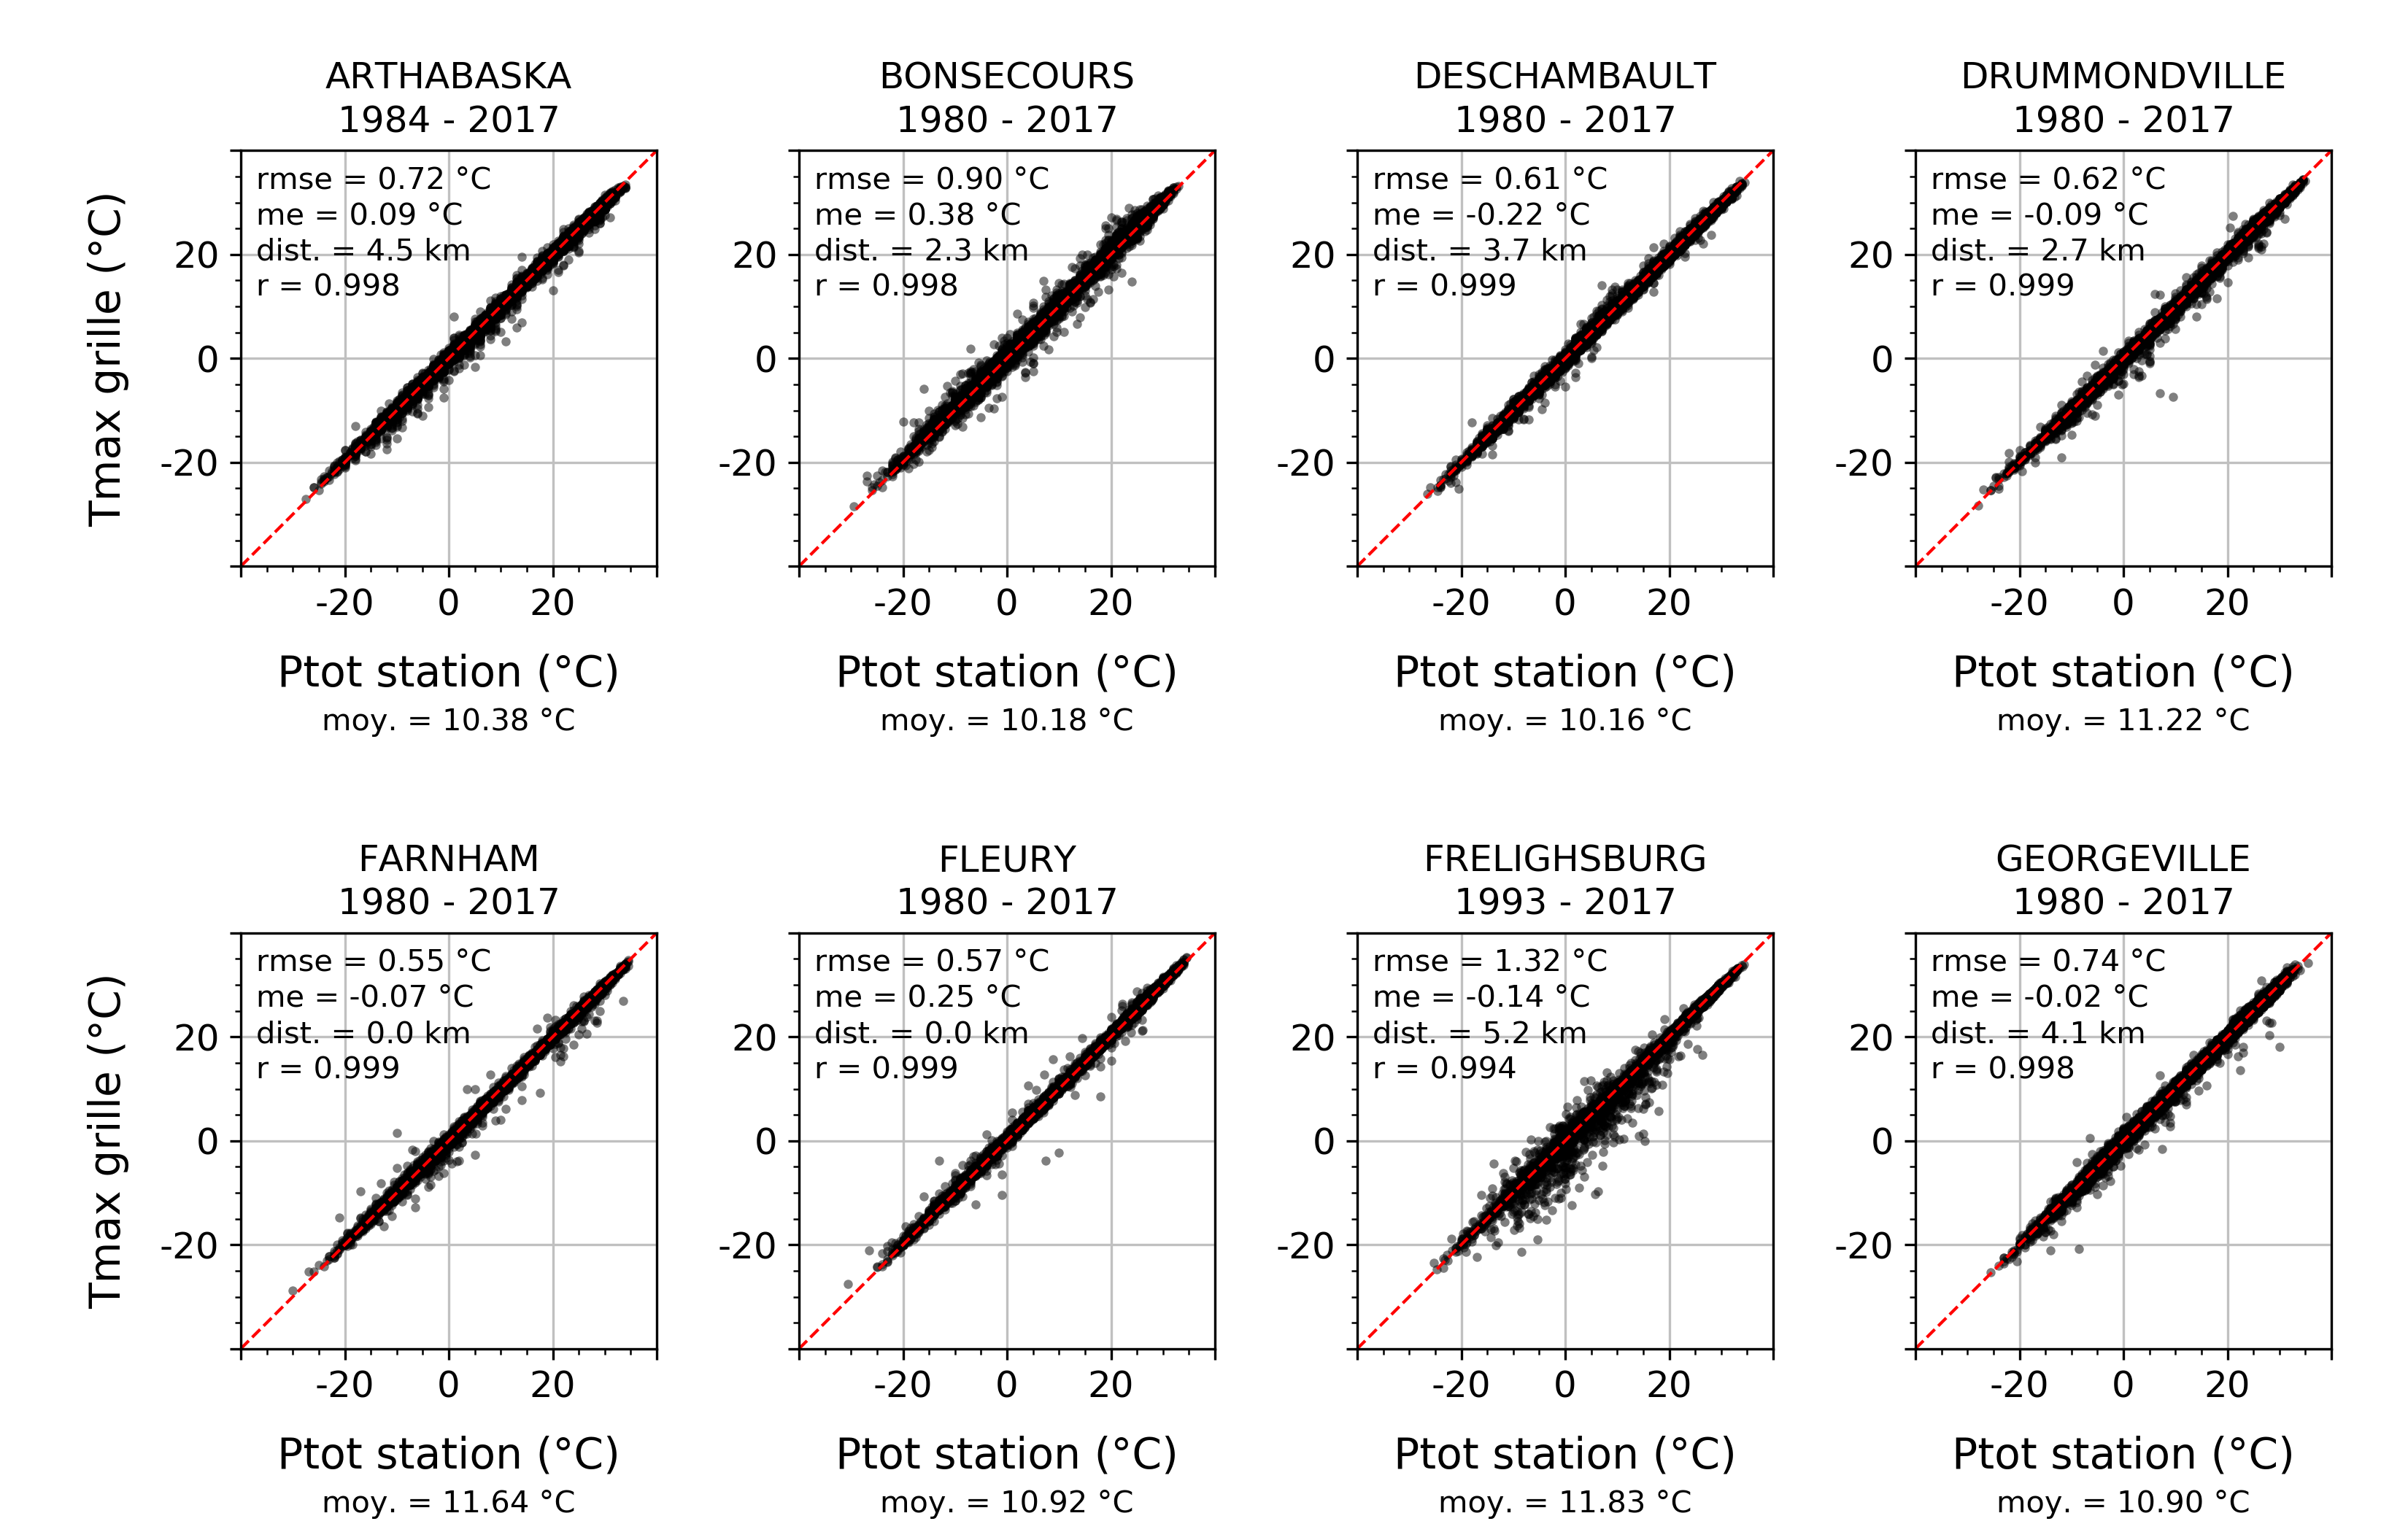 ARTHABASKA
1984 - 2017
rmse = 0.72 °C
me = 0.09 °C
dist. = 4.5 km
r = 0.998
Tmax grille (°C)
20
0
-20
-20 0 20
Ptot station (°C)
moy. = 10.38 °C
BONSECOURS
1980 - 2017
rmse = 0.90 °C
me = 0.38 °C
dist. = 2.3 km
r = 0.998
20
0
-20
-20 0 20
Ptot station (°C)
moy. = 10.18 °C
DESCHAMBAULT
1980 - 2017
rmse = 0.61 °C
me = -0.22 °C
dist. = 3.7 km
r = 0.999
20
0
-20
-20 0 20
Ptot station (°C)
moy. = 10.16 °C
DRUMMONDVILLE
1980 - 2017
rmse = 0.62 °C
me = -0.09 °C
dist. = 2.7 km
r = 0.999
20
0
-20
-20 0 20
Ptot station (°C)
moy. = 11.22 °C
FARNHAM
1980 - 2017
rmse = 0.55 °C
me = -0.07 °C
dist. = 0.0 km
r = 0.999
Tmax grille (°C)
20
0
-20
-20 0 20
Ptot station (°C)
moy. = 11.64 °C
FLEURY
1980 - 2017
rmse = 0.57 °C
me = 0.25 °C
dist. = 0.0 km
r = 0.999
20
0
-20
-20 0 20
Ptot station (°C)
moy. = 10.92 °C
FRELIGHSBURG
1993 - 2017
rmse = 1.32 °C
me = -0.14 °C
dist. = 5.2 km
r = 0.994
20
0
-20
-20 0 20
Ptot station (°C)
moy. = 11.83 °C
GEORGEVILLE
1980 - 2017
rmse = 0.74 °C
me = -0.02 °C
dist. = 4.1 km
r = 0.998
20
0
-20
-20 0 20
Ptot station (°C)
moy. = 10.90 °C